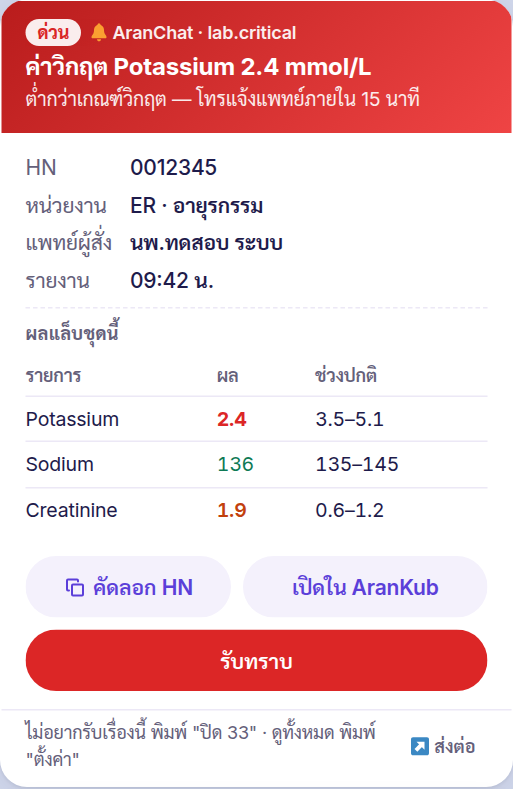 ด่วน 🔔 AranChat · lab.critical
ค่าวิกฤต Potassium 2.4 mmol/L
ต่ำกว่าเกณฑ์วิกฤต — โทรแจ้งแพทย์ภายใน 15 นาที
HN 0012345
หน่วยงาน ER · อายุรกรรม
แพทย์ผู้สั่ง นพ.ทดสอบ ระบบ
รายงาน 09:42 น.
ผลแล็บชุดนี้
รายการ ผล ช่วงปกติ
Potassium 2.4 3.5–5.1
Sodium 136 135–145
Creatinine 1.9 0.6–1.2
คัดลอก HN เปิดใน AranKub
รับทราบ
ไม่อยากรับเรื่องนี้ พิมพ์ "ปิด 33" · ดูทั้งหมด พิมพ์
"ตั้งค่า"
↗️ ส่งต่อ